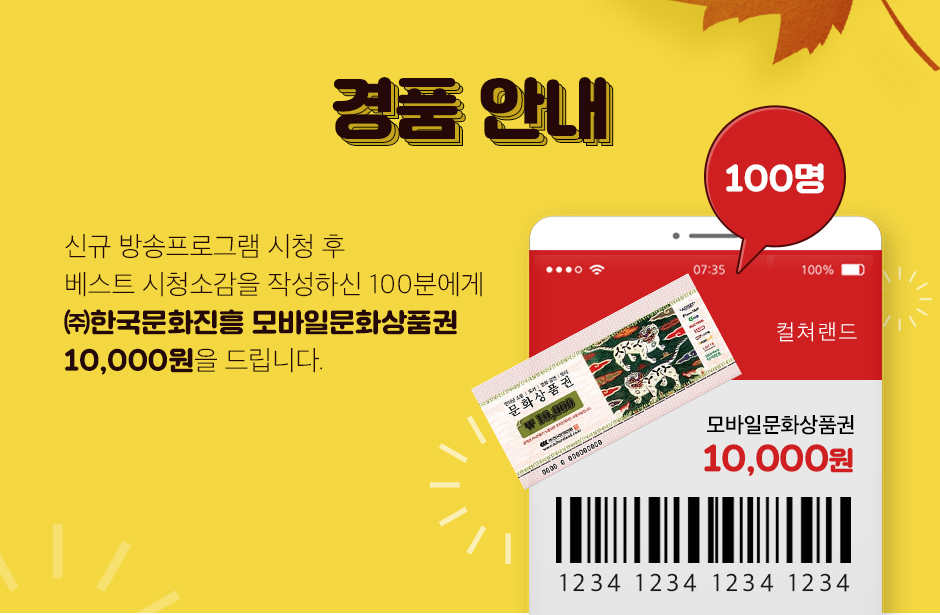 경품 안내
100명
신규 방송프로그램 시청 후
베스트 시청소감을 작성하신 100분에게
㈜한국문화진흥 모바일문화상품권
10,000원을 드립니다.
07:35
100%
컬쳐랜드
문화상품권
₩10,000
모바일문화상품권
10,000원
1234 1234 1234 1234